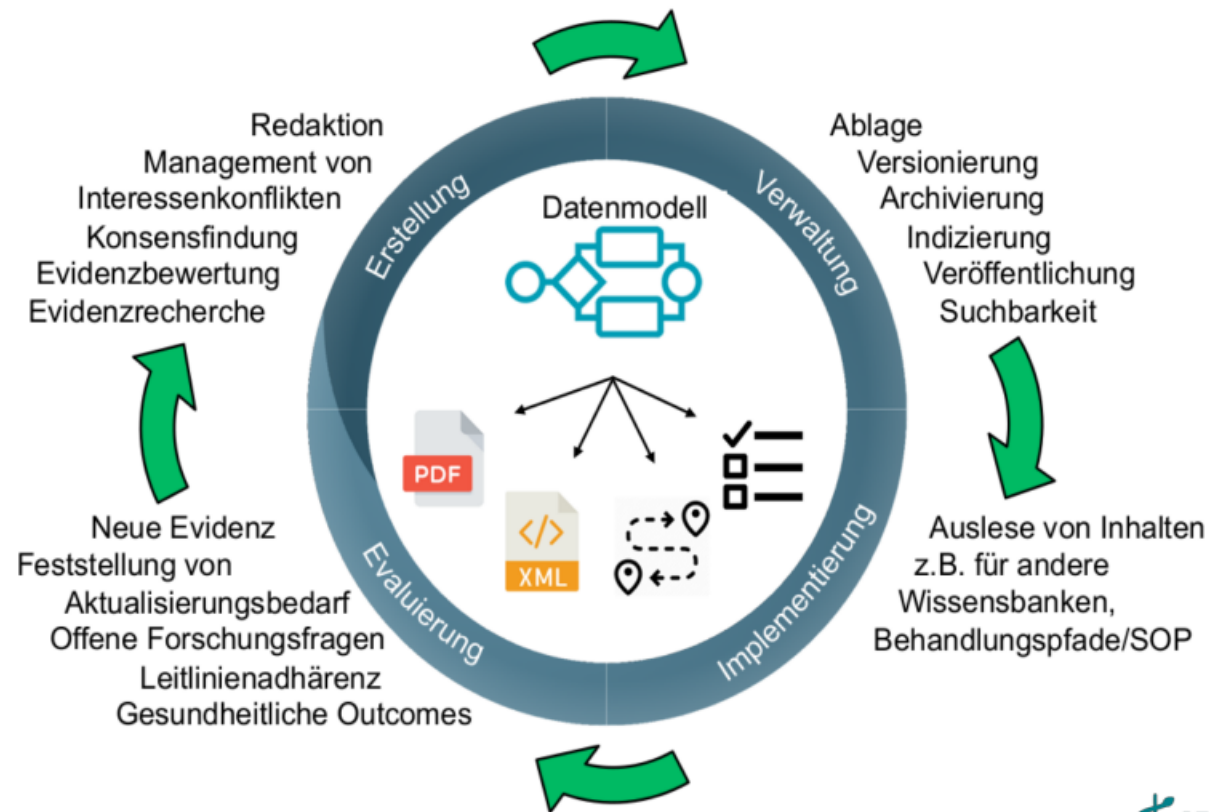 Redaktion
Management von
Interessenkonflikten
Konsensfindung
Evidenzbewertung
Evidenzrecherche
Erstellung
Datenmodell
Verwaltung
Ablage
Versionierung
Archivierung
Indizierung
Veröffentlichung
Suchbarkeit
PDF
</>
XML
Neue Evidenz
Feststellung von
Aktualisierungsbedarf
Offene Forschungsfragen
Leitlinienadhärenz
Gesundheitliche Outcomes
Evaluierung
Implementierung
Auslese von Inhalten
z.B. für andere
Wissensbanken,
Behandlungspfade/SOP